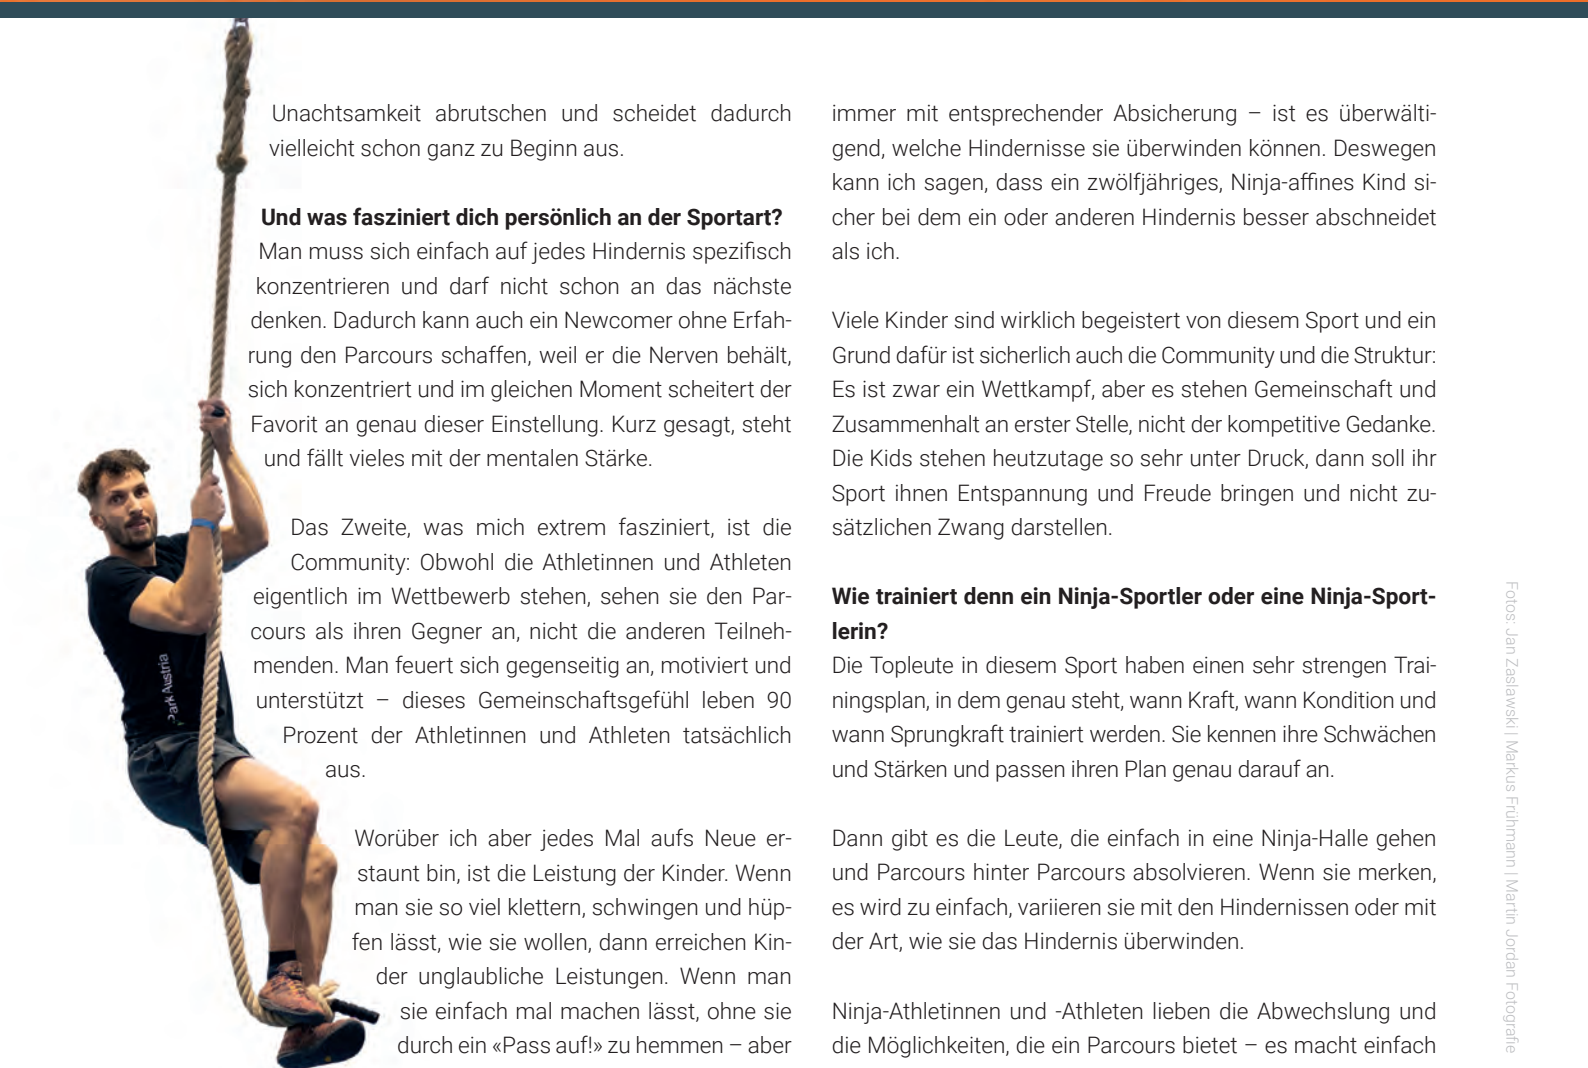 Unachtsamkeit abrutschen und scheidet dadurch
vielleicht schon ganz zu Beginn aus.
Und was fasziniert dich persönlich an der Sportart?
Man muss sich einfach auf jedes Hindernis spezifisch
konzentrieren und darf nicht schon an das nächste
denken. Dadurch kann auch ein Newcomer ohne Erfah-
rung den Parcours schaffen, weil er die Nerven behält,
sich konzentriert und im gleichen Moment scheitert der
Favorit an genau dieser Einstellung. Kurz gesagt, steht
und fällt vieles mit der mentalen Stärke.
Das Zweite, was mich extrem fasziniert, ist die
Community: Obwohl die Athletinnen und Athleten
eigentlich im Wettbewerb stehen, sehen sie den Par-
cours als ihren Gegner an, nicht die anderen Teilneh-
menden. Man feuert sich gegenseitig an, motiviert und
unterstützt – dieses Gemeinschaftsgefühl leben 90
Prozent der Athletinnen und Athleten tatsächlich
aus.
Worüber ich aber jedes Mal aufs Neue er-
staunt bin, ist die Leistung der Kinder. Wenn
man sie so viel klettern, schwingen und hüp-
fen lässt, wie sie wollen, dann erreichen Kin-
der unglaubliche Leistungen. Wenn man
sie einfach mal machen lässt, ohne sie
durch ein «Pass auf!» zu hemmen – aber
immer mit entsprechender Absicherung – ist es überwälti-
gend, welche Hindernisse sie überwinden können. Deswegen
kann ich sagen, dass ein zwölfjähriges, Ninja-affines Kind si-
cher bei dem ein oder anderen Hindernis besser abschneidet
als ich.
Viele Kinder sind wirklich begeistert von diesem Sport und ein
Grund dafür ist sicherlich auch die Community und die Struktur:
Es ist zwar ein Wettkampf, aber es stehen Gemeinschaft und
Zusammenhalt an erster Stelle, nicht der kompetitive Gedanke.
Die Kids stehen heutzutage so sehr unter Druck, dann soll ihr
Sport ihnen Entspannung und Freude bringen und nicht zu-
sätzlichen Zwang darstellen.
Wie trainiert denn ein Ninja-Sportler oder eine Ninja-Sport-
lerin?
Die Topleute in diesem Sport haben einen sehr strengen Trai-
ningsplan, in dem genau steht, wann Kraft, wann Kondition und
wann Sprungkraft trainiert werden. Sie kennen ihre Schwächen
und Stärken und passen ihren Plan genau darauf an.
Dann gibt es die Leute, die einfach in eine Ninja-Halle gehen
und Parcours hinter Parcours absolvieren. Wenn sie merken,
es wird zu einfach, variieren sie mit den Hindernissen oder mit
der Art, wie sie das Hindernis überwinden.
Ninja-Athletinnen und -Athleten lieben die Abwechslung und
die Möglichkeiten, die ein Parcours bietet – es macht einfach
Park Austria
Fotos: Jan Zaslawski | Markus Frühmann | Martin Jordan Fotografie